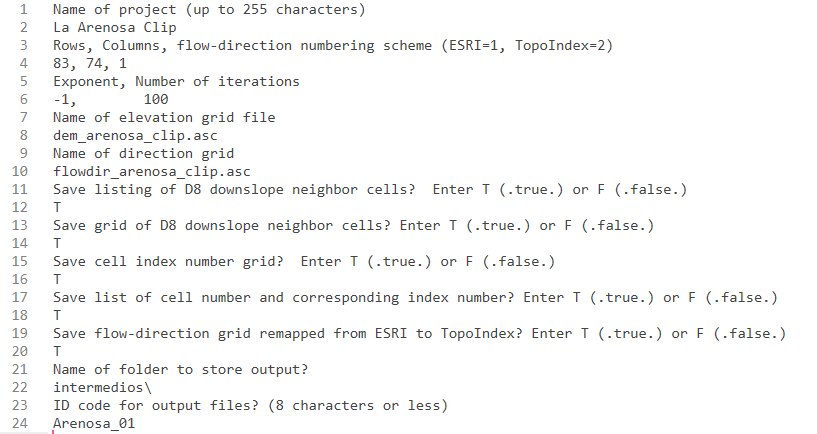 1 Name of project (up to 255 characters)
2 La Arenosa Clip
3 Rows, Columns, flow-direction numbering scheme (ESRI=1, TopoIndex=2)
4 83, 74, 1
5 Exponent, Number of iterations
6 -1,        100
7 Name of elevation grid file
8 dem_arenosa_clip.asc
9 Name of direction grid
10 flowdir_arenosa_clip.asc
11 Save listing of D8 downslope neighbor cells?  Enter T (.true.) or F (.false.)
12 T
13 Save grid of D8 downslope neighbor cells? Enter T (.true.) or F (.false.)
14 T
15 Save cell index number grid?  Enter T (.true.) or F (.false.)
16 T
17 Save list of cell number and corresponding index number? Enter T (.true.) or F (.false.)
18 T
19 Save flow-direction grid remapped from ESRI to TopoIndex? Enter T (.true.) or F (.false.)
20 T
21 Name of folder to store output?
22 intermedios\
23 ID code for output files? (8 characters or less)
24 Arenosa_01